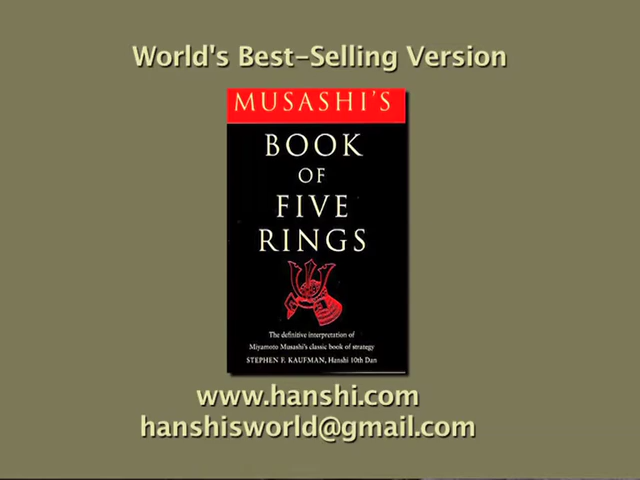 World's Best-Selling Version
MUSASHI'S
BOOK
OF
FIVE
RINGS
The definitive interpretation of
Miyamoto Musashi's classic book of strategy
STEPHEN F. KAUFMAN, Hanshi 10th Dan
www.hanshi.com
hanshisworld@gmail.com